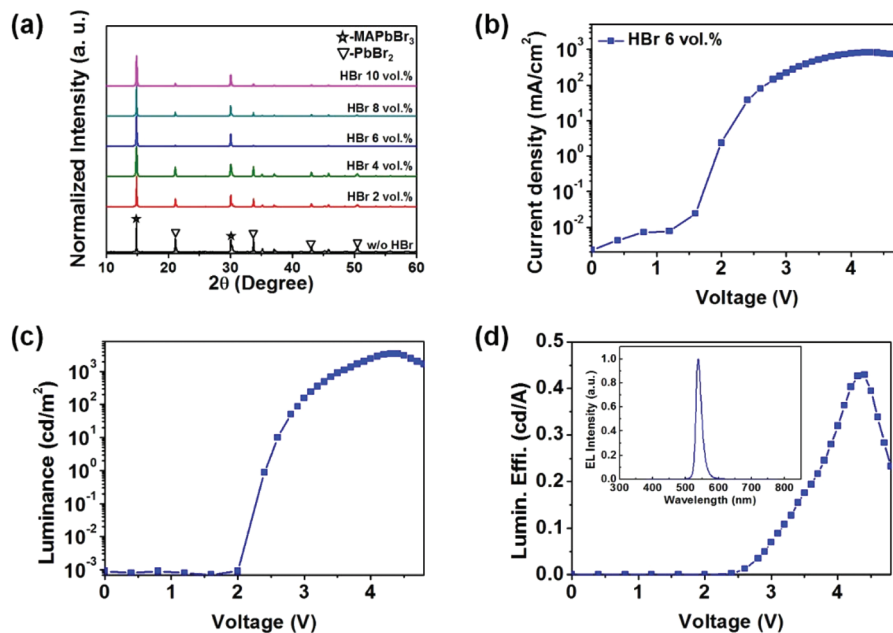 (a)
Normalized Intensity (a. u.)
★-MAPbBr₃
▽-PbBr₂
HBr 10 vol.%
HBr 8 vol.%
HBr 6 vol.%
HBr 4 vol.%
HBr 2 vol.%
w/o HBr
10 20 30 40 50 60
2θ (Degree)
(b)
Current density (mA/cm²)
HBr 6 vol.%
10³
10²
10¹
10⁰
10⁻¹
10⁻²
0 1 2 3 4
Voltage (V)
(c)
Luminance (cd/m²)
10³
10²
10¹
10⁰
10⁻¹
10⁻²
10⁻³
0 1 2 3 4
Voltage (V)
(d)
Lumin. Effi. (cd/A)
0.5
0.4
0.3
0.2
0.1
0.0
0 1 2 3 4
Voltage (V)
EL Intensity (a.u.)
1.0
0.8
0.6
0.4
0.2
0.0
300 400 500 600 700 800
Wavelength (nm)